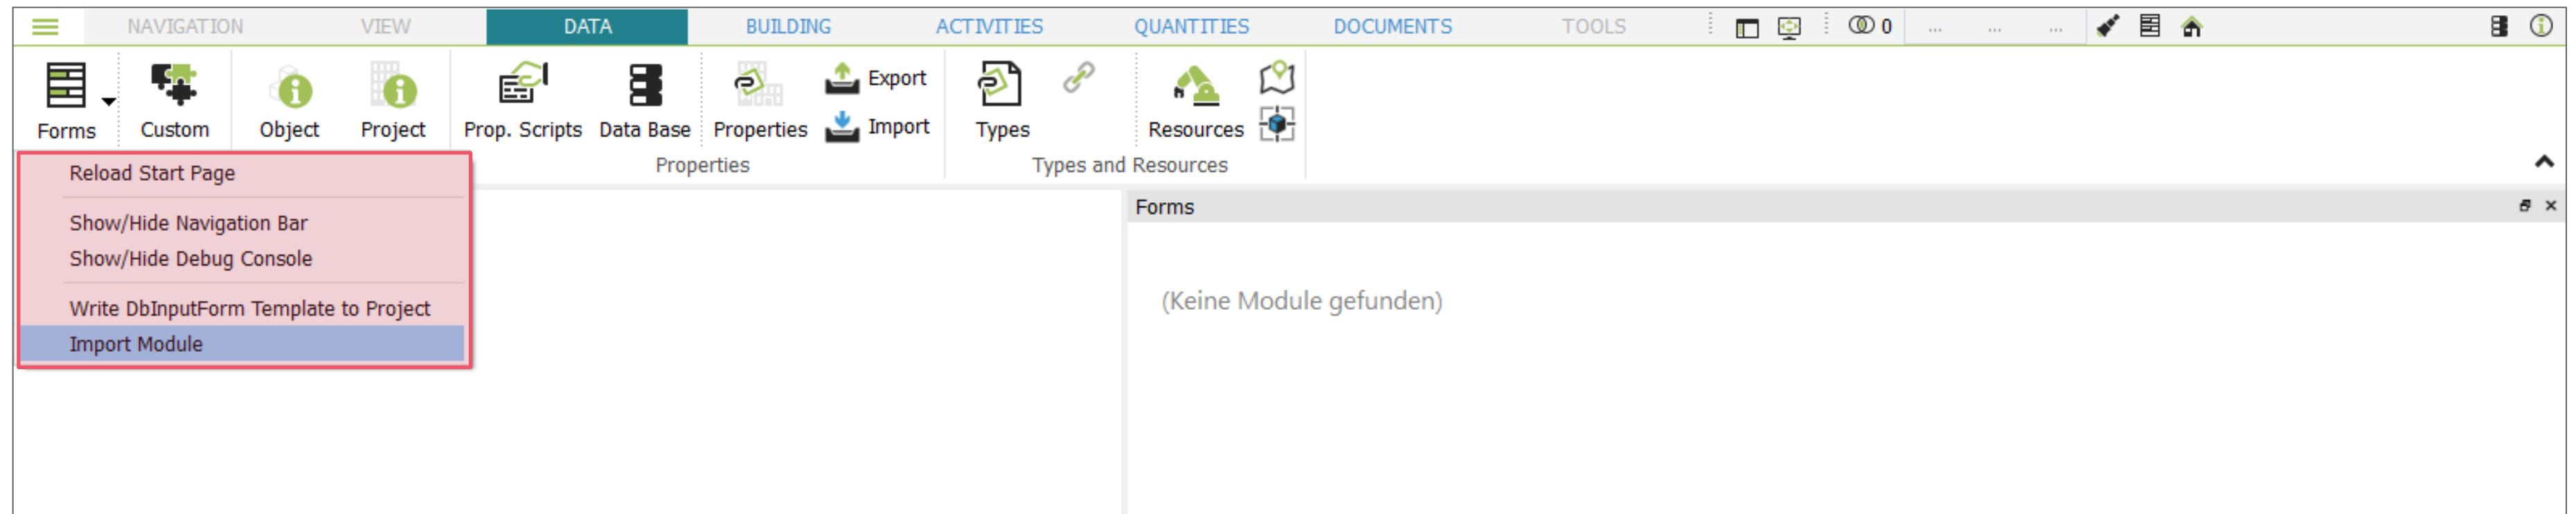 NAVIGATION VIEW DATA BUILDING ACTIVITIES QUANTITIES DOCUMENTS TOOLS 0 ... ... ...
Export
Import
Forms Custom Object Project Prop. Scripts Data Base Properties Types Resources
Properties Types and Resources
Reload Start Page
Show/Hide Navigation Bar
Show/Hide Debug Console
Write DbInputForm Template to Project
Import Module
Forms
(Keine Module gefunden)